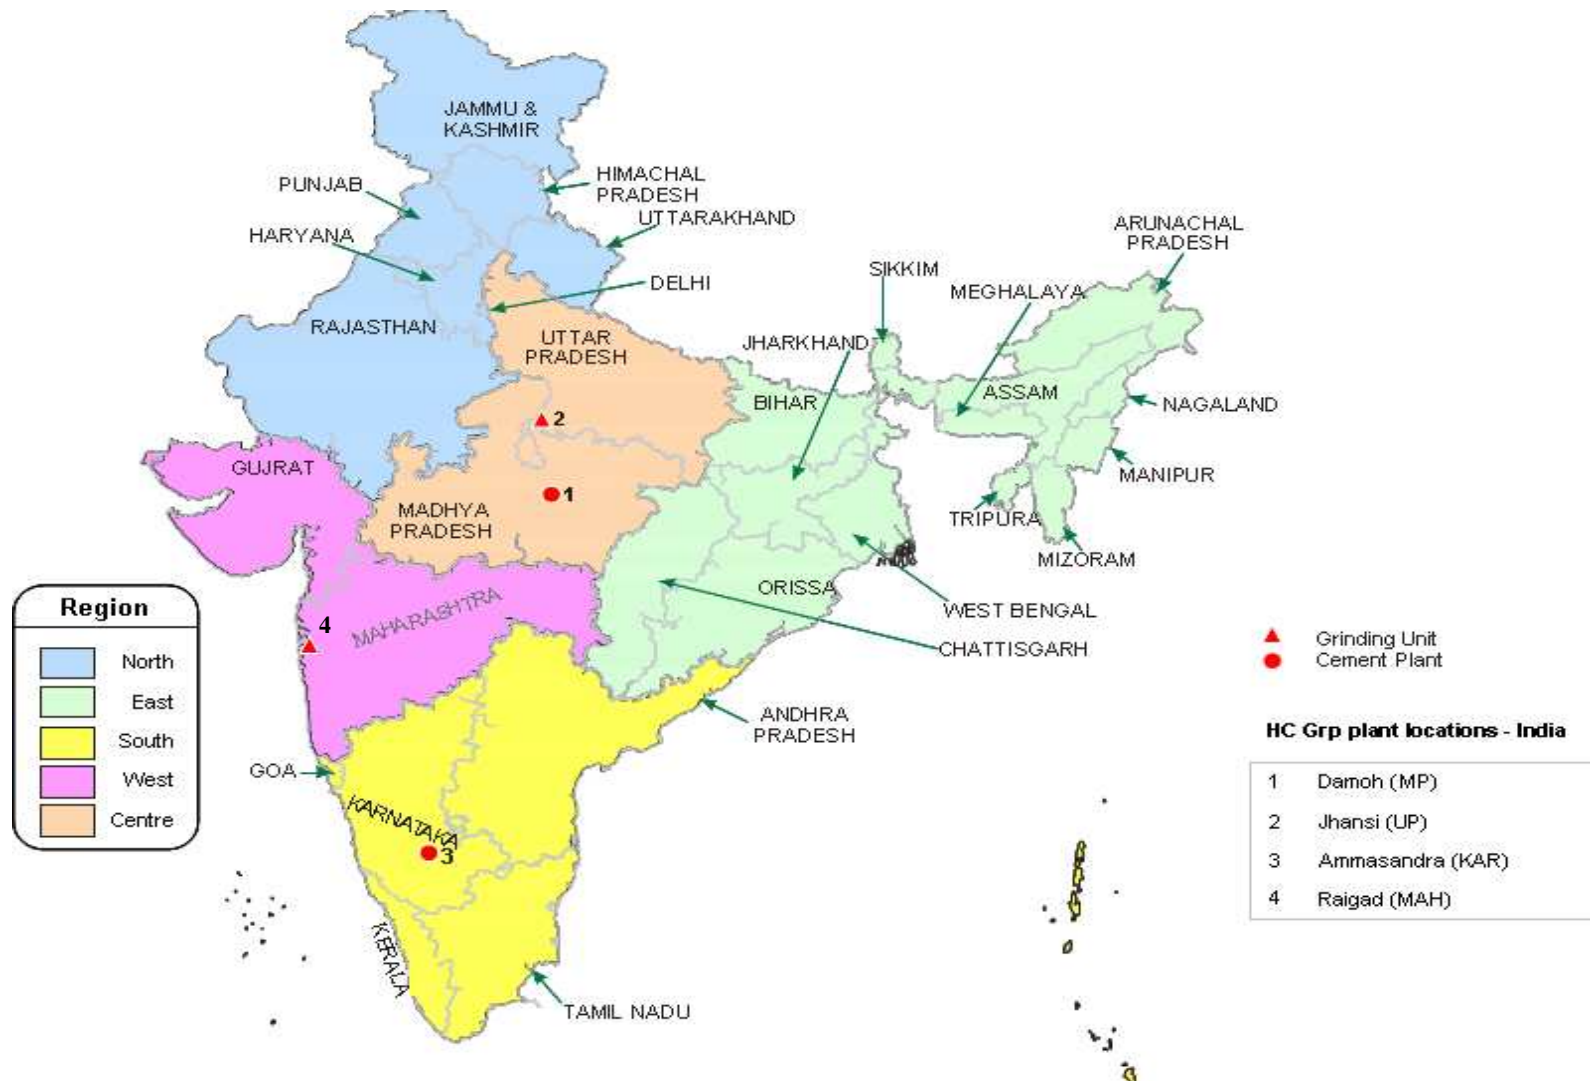 JAMMU &
KASHMIR
HIMACHAL
PRADESH
PUNJAB
UTTARAKHAND
HARYANA
ARUNACHAL
PRADESH
SIKKIM
DELHI
MEGHALAYA
RAJASTHAN
UTTAR
PRADESH
JHARKHAND
ASSAM
BIHAR
NAGALAND
2
GUJRAT
MANIPUR
1
MADHYA
PRADESH
TRIPURA
MIZORAM
ORISSA
WEST BENGAL
MAHARASHTRA
4
CHATTISGARH
Region
North
East
South
West
Centre
Grinding Unit
Cement Plant
ANDHRA
PRADESH
HC Grp plant locations - India
GOA
1 Damoh (MP)
2 Jhansi (UP)
3 Ammasandra (KAR)
4 Raigad (MAH)
KARNATAKA
3
KERALA
TAMIL NADU